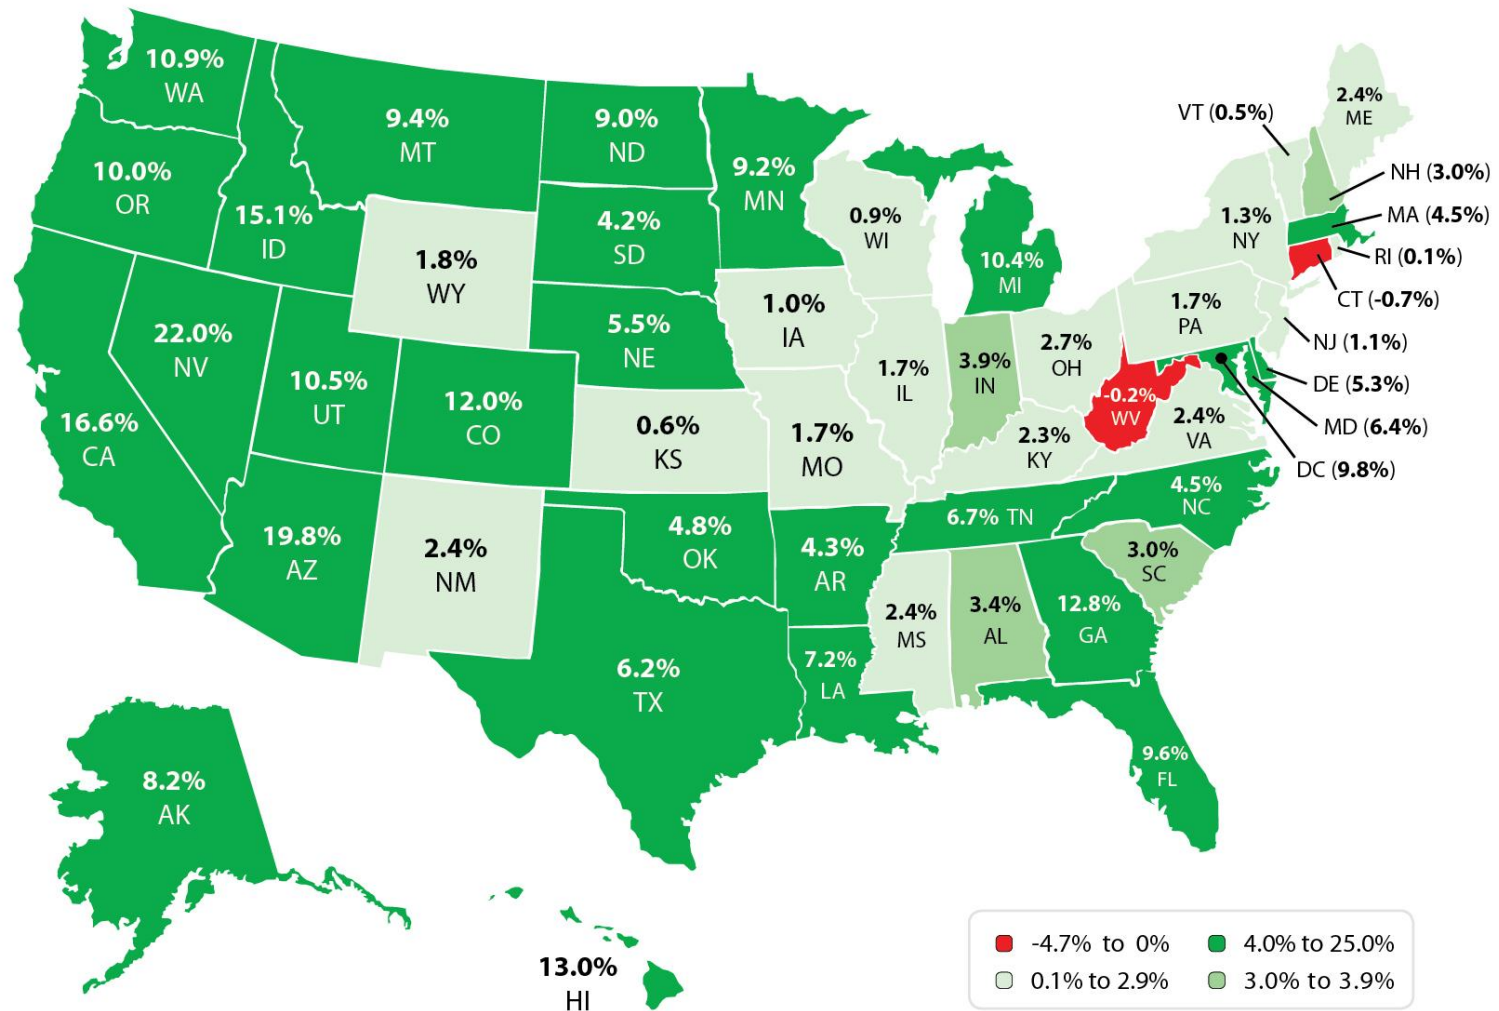 10.9%
WA
10.0%
OR
15.1%
ID
9.4%
MT
9.0%
ND
9.2%
MN
4.2%
SD
1.8%
WY
0.9%
WI
10.4%
MI
1.3%
NY
2.4%
ME
VT (0.5%)
NH (3.0%)
MA (4.5%)
RI (0.1%)
CT (-0.7%)
NJ (1.1%)
DE (5.3%)
MD (6.4%)
DC (9.8%)
16.6%
CA
22.0%
NV
10.5%
UT
12.0%
CO
5.5%
NE
1.0%
IA
1.7%
IL
3.9%
IN
2.7%
OH
1.7%
PA
-0.2%
WV
2.4%
VA
0.6%
KS
1.7%
MO
2.3%
KY
19.8%
AZ
2.4%
NM
4.8%
OK
4.3%
AR
6.7% TN
4.5%
NC
3.0%
SC
6.2%
TX
7.2%
LA
2.4%
MS
3.4%
AL
12.8%
GA
9.6%
FL
8.2%
AK
13.0%
HI
-4.7% to 0%
4.0% to 25.0%
0.1% to 2.9%
3.0% to 3.9%